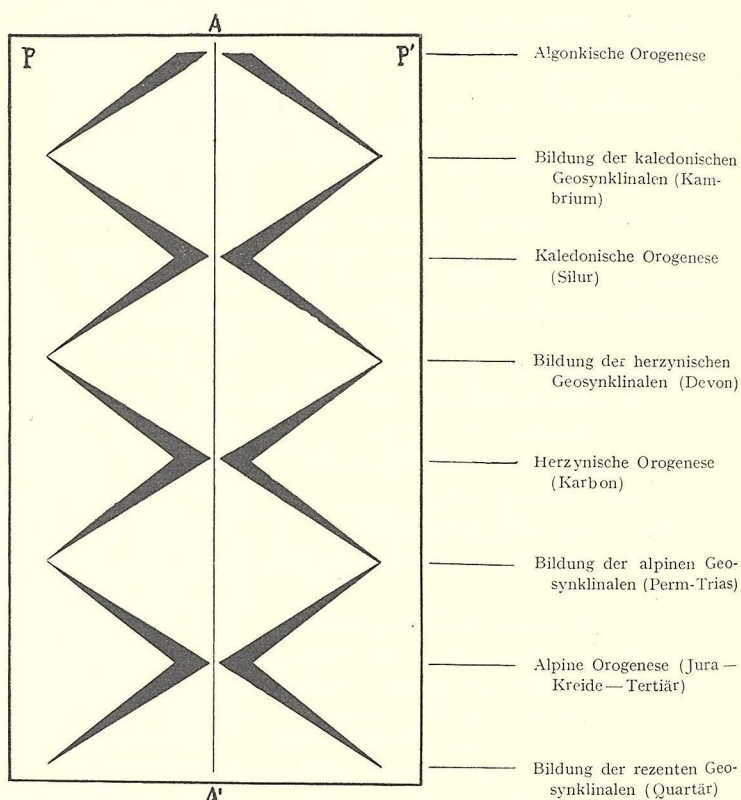 A
P
P'
Algonkische Orogenese
Bildung der kaledonischen
Geosynklinalen (Kam-
brium)
Kaledonische Orogenese
(Silur)
Bildung der herzynischen
Geosynklinalen (Devon)
Herzynische Orogenese
(Karbon)
Bildung der alpinen Geo-
synklinalen (Perm-Trias)
Alpine Orogenese (Jura —
Kreide — Tertiär)
Bildung der rezenten Geo-
synklinalen (Quartär)
A'